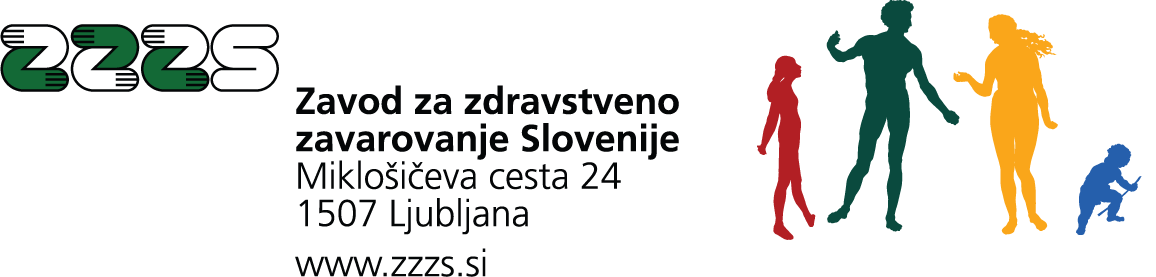 ZZZS
Zavod za zdravstveno
zavarovanje Slovenije
Miklošičeva cesta 24
1507 Ljubljana
www.zzzs.si